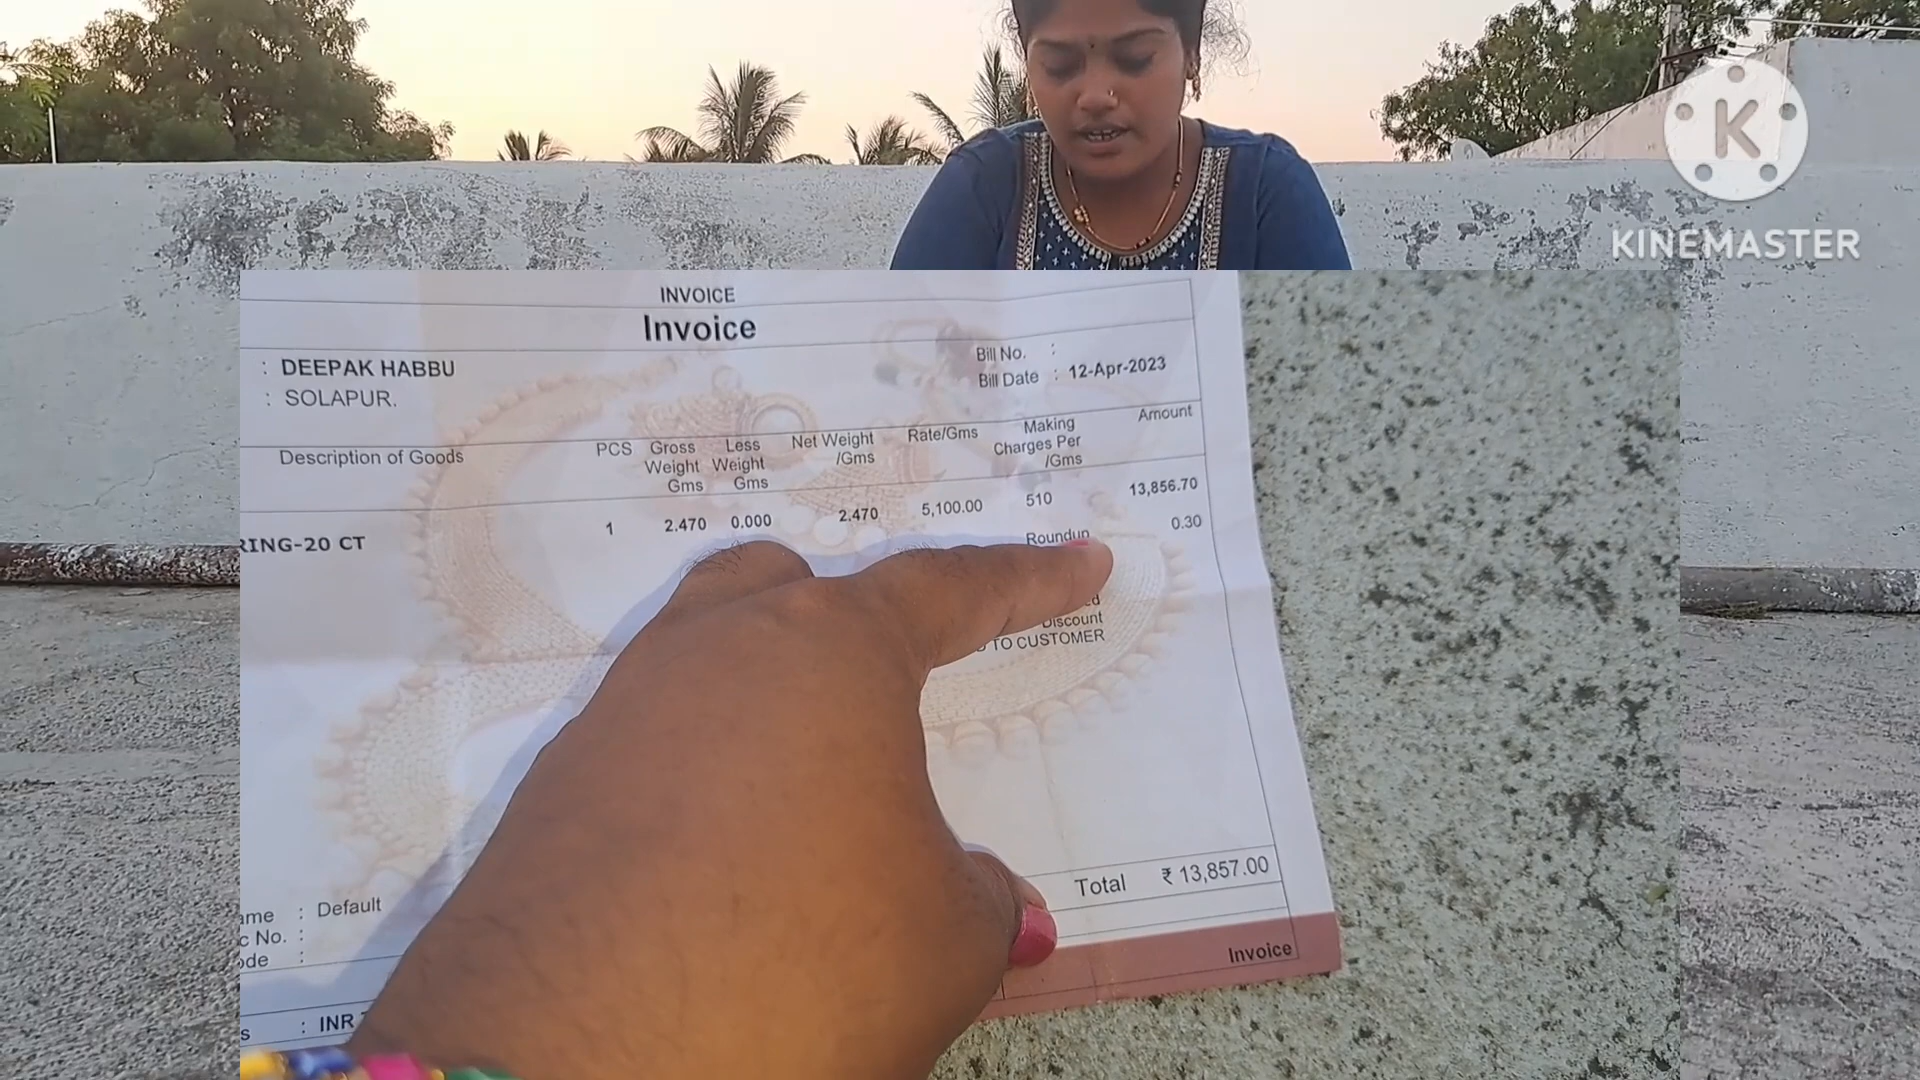 K
KINEMASTER
INVOICE
Invoice
: DEEPAK HABBU
: SOLAPUR.
Bill No. :
Bill Date : 12-Apr-2023
Description of Goods PCS Gross Weight Gms Less Weight Gms Net Weight /Gms Rate/Gms Making Charges Per /Gms Amount
RING-20 CT 1 2.470 0.000 2.470 5,100.00 510 13,856.70
Roundup 0.30
Discount
TO CUSTOMER
Total ₹ 13,857.00
ame : Default
c No. :
ode :
s : INR
Invoice